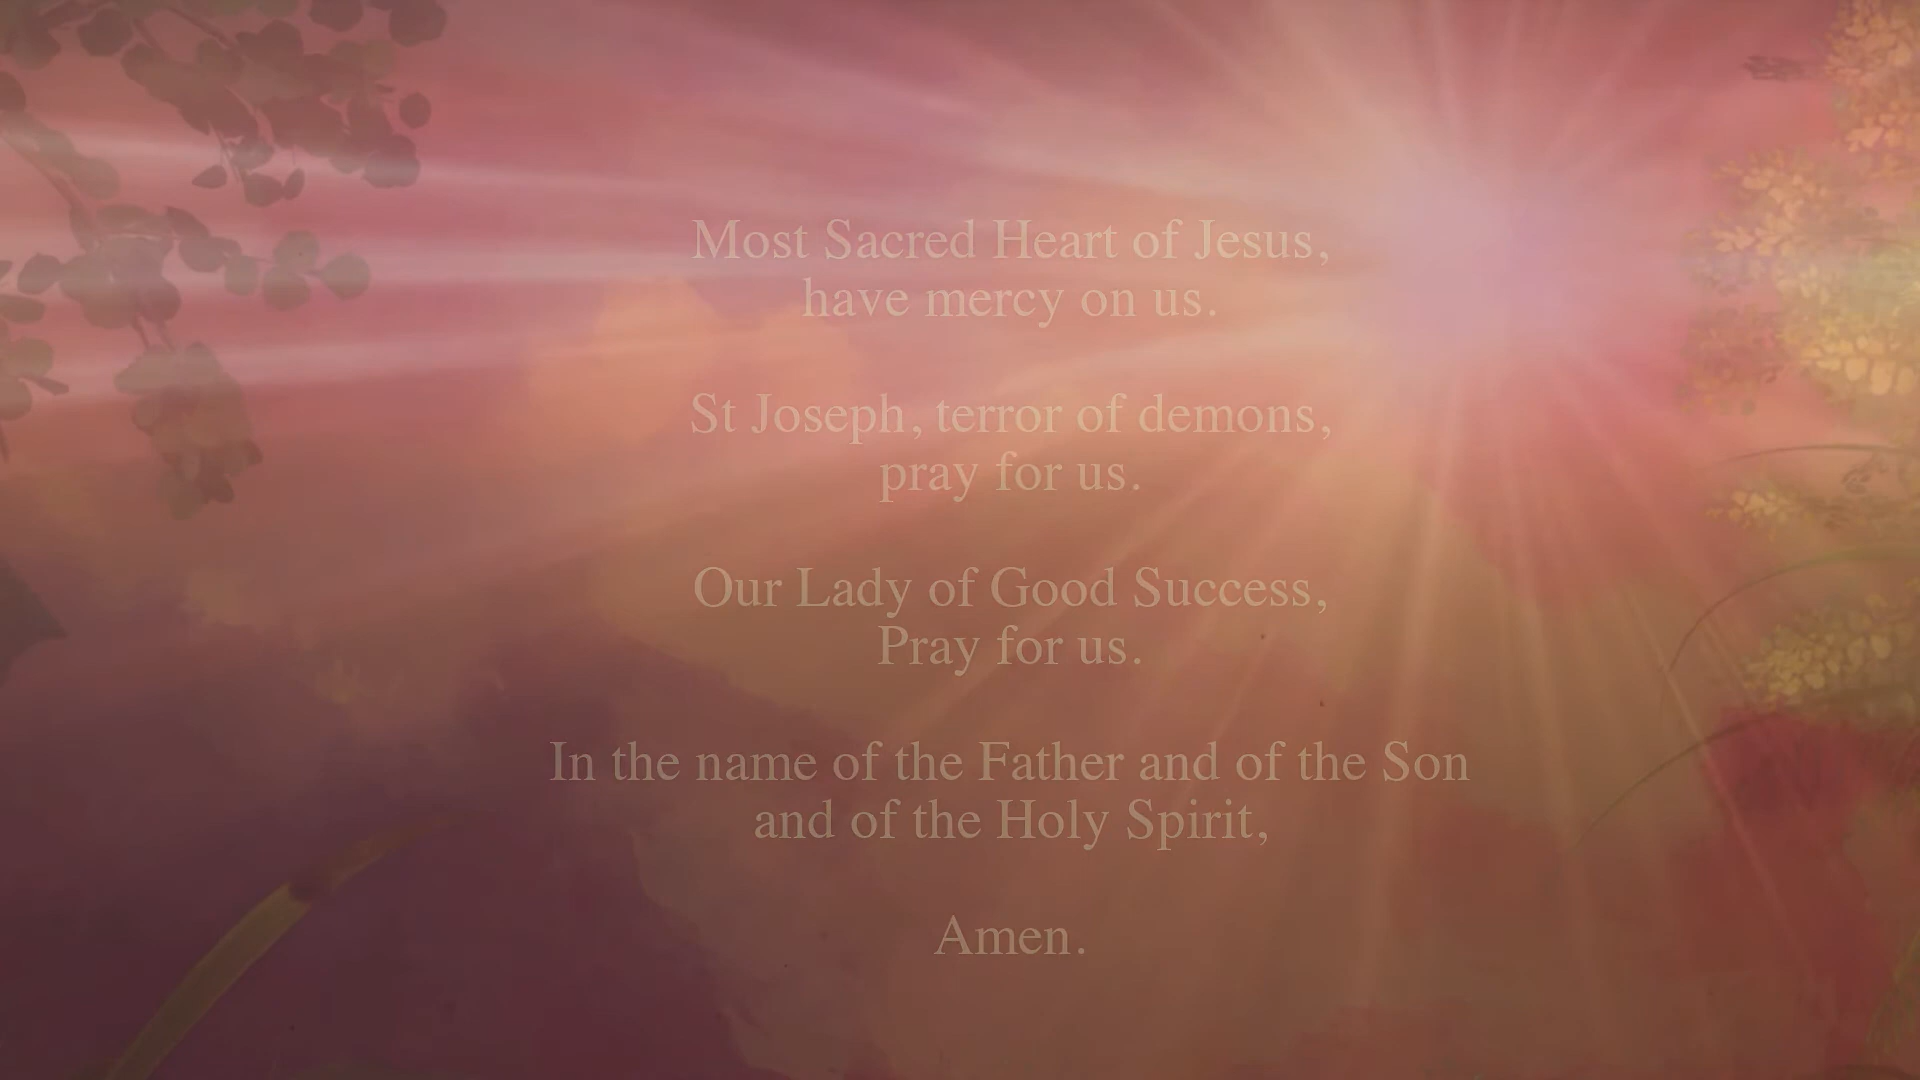 Most Sacred Heart of Jesus,
have mercy on us.
St Joseph, terror of demons,
pray for us.
Our Lady of Good Success,
Pray for us.
In the name of the Father and of the Son
and of the Holy Spirit,
Amen.